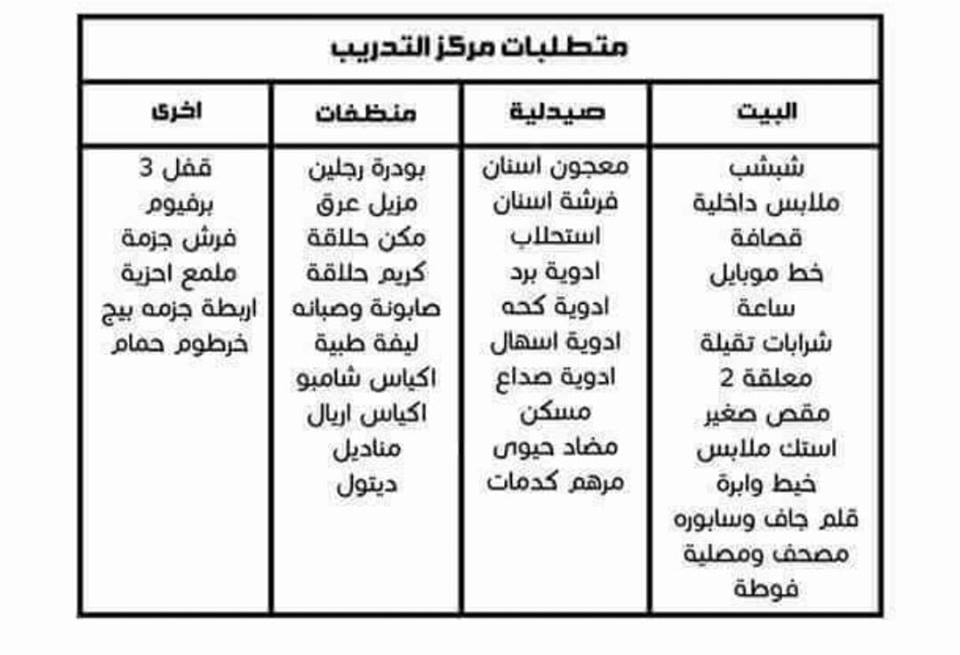 متطلبات مركز التدريب
البيت
شبشب
ملابس داخلية
قصافة
خط موبايل
ساعة
شرابات تقيلة
معلقة 2
مقص صغير
استك ملابس
خيط وابرة
قلم جاف وسابوره
مصحف ومصلية
فوطة
صيدلية
معجون اسنان
فرشة اسنان
استحلاب
ادوية برد
ادوية كحه
ادوية اسهال
ادوية صداع
مسكن
مضاد حيوى
مرهم كدمات
منظفات
بودرة رجلين
مزيل عرق
مكن حلاقة
كريم حلاقة
صابونة وصبانه
ليفة طبية
اكياس شامبو
اكياس اريال
مناديل
ديتول
اخرى
قفل 3
برفيوم
فرش جزمة
ملمع احزية
اربطة جزمه بيج
خرطوم حمام